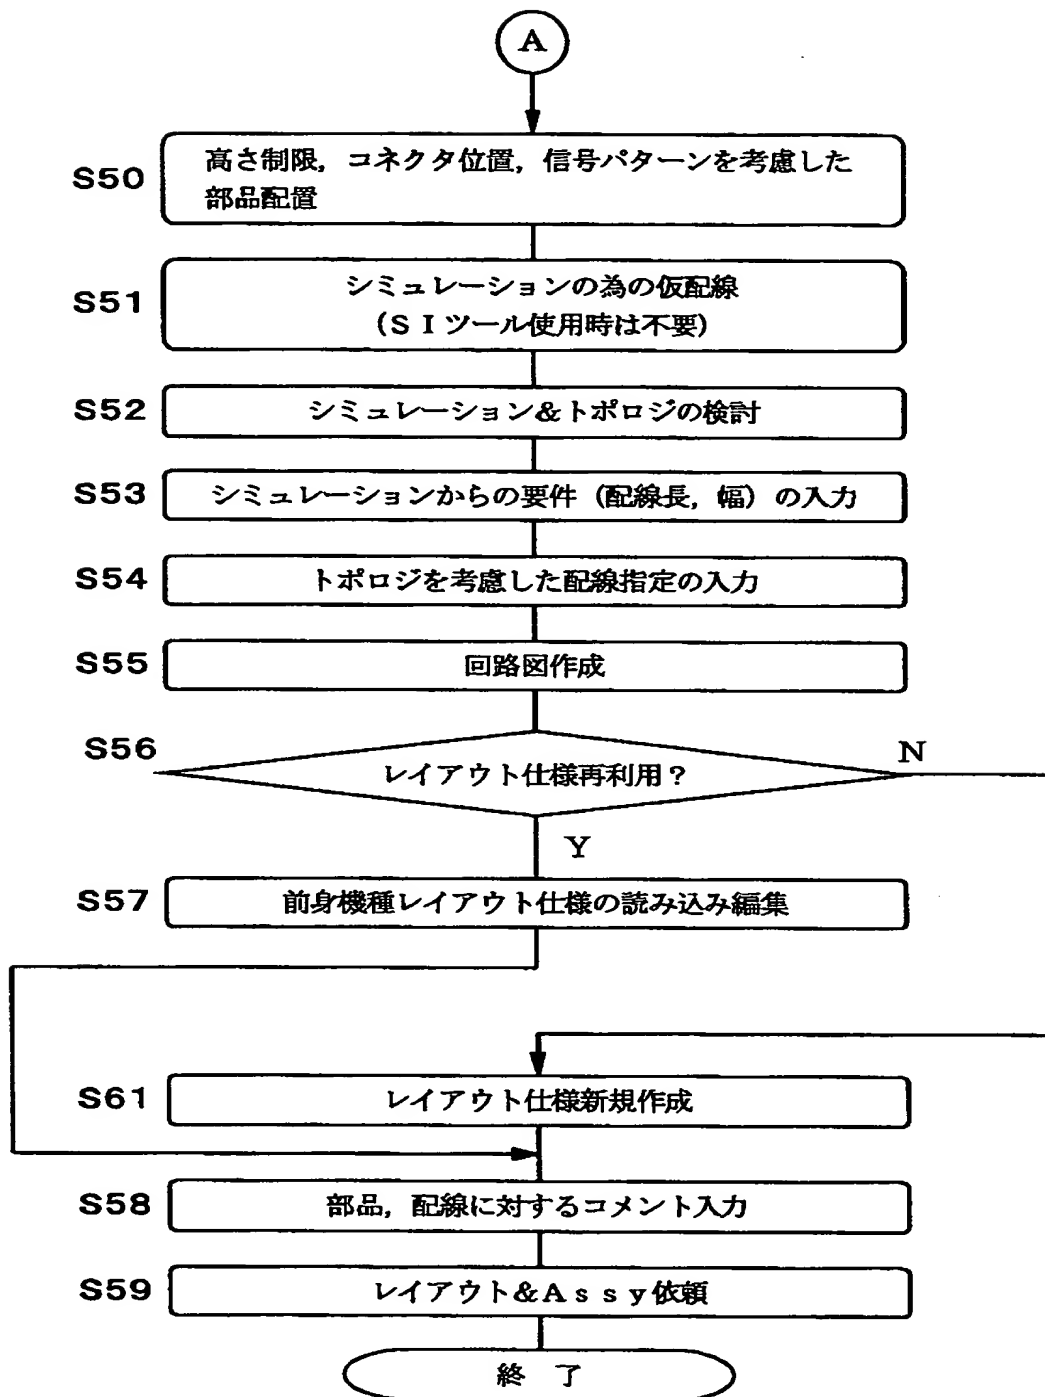 A
S50
高さ制限，コネクタ位置，信号パターンを考慮した
部品配置
S51
シミュレーションの為の仮配線
（ＳＩツール使用時は不要）
S52
シミュレーション＆トポロジの検討
S53
シミュレーションからの要件（配線長，幅）の入力
S54
トポロジを考慮した配線指定の入力
S55
回路図作成
S56
レイアウト仕様再利用？
N
Y
S57
前身機種レイアウト仕様の読み込み編集
S61
レイアウト仕様新規作成
S58
部品，配線に対するコメント入力
S59
レイアウト＆Ａｓｓｙ依頼
終　了